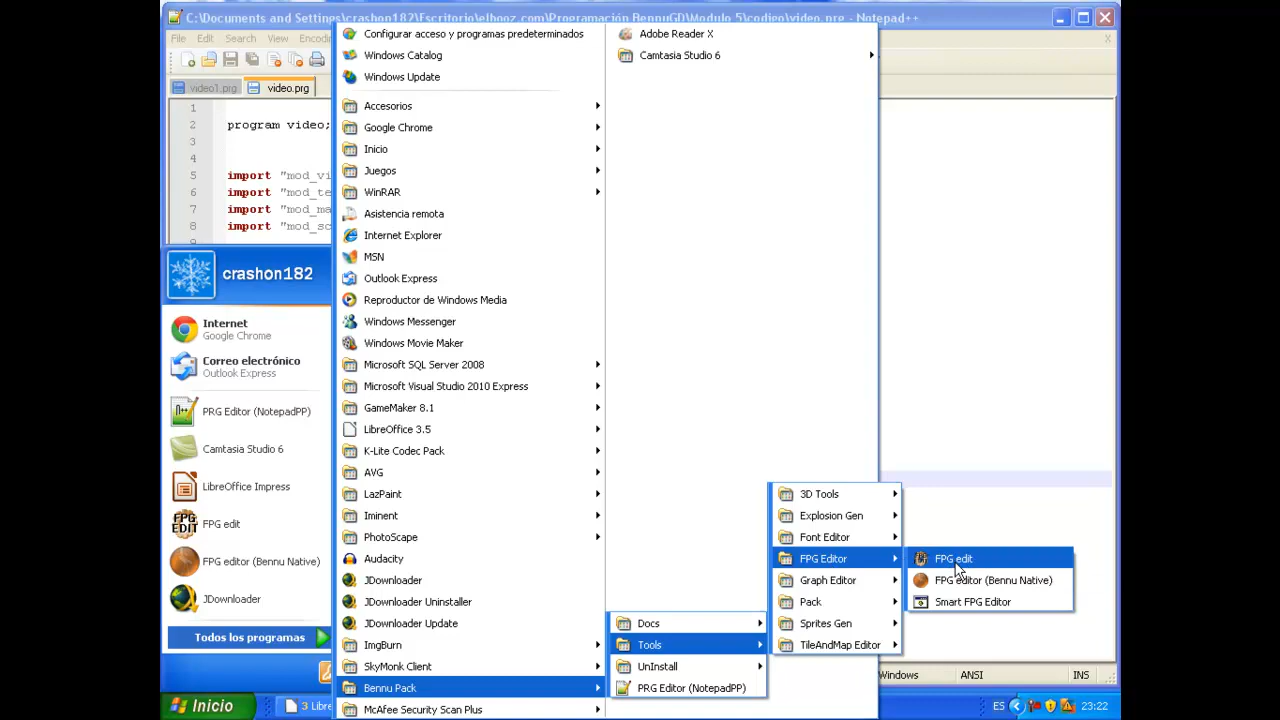 C:\Documents and Settings\crashon182\Escritorio\elhooz.com\Programación BennuGD\Modulo 5\codigo\video.prg - Notepad++
File Edit Search View Encodin
video1.prg video.prg
1
2 program video;
3
4
5 import "mod_vi
6 import "mod_te
7 import "mod_ma
8 import "mod_sc
9
crashon182
Internet
Google Chrome
Correo electrónico
Outlook Express
PRG Editor (NotepadPP)
Camtasia Studio 6
LibreOffice Impress
FPG edit
FPG editor (Bennu Native)
JDownloader
Todos los programas
Configurar acceso y programas predeterminados
Windows Catalog
Windows Update
Accesorios
Google Chrome
Inicio
Juegos
WinRAR
Asistencia remota
Internet Explorer
MSN
Outlook Express
Reproductor de Windows Media
Windows Messenger
Windows Movie Maker
Microsoft SQL Server 2008
Microsoft Visual Studio 2010 Express
GameMaker 8.1
LibreOffice 3.5
K-Lite Codec Pack
AVG
LazPaint
Iminent
PhotoScape
Audacity
JDownloader
JDownloader Uninstaller
JDownloader Update
ImgBurn
SkyMonk Client
Bennu Pack
McAfee Security Scan Plus
Adobe Reader X
Camtasia Studio 6
Docs
Tools
UnInstall
PRG Editor (NotepadPP)
3D Tools
Explosion Gen
Font Editor
FPG Editor
Graph Editor
Pack
Sprites Gen
TileAndMap Editor
FPG edit
FPG editor (Bennu Native)
Smart FPG Editor
Windows ANSI INS
Inicio
3 Libre
ES
23:22